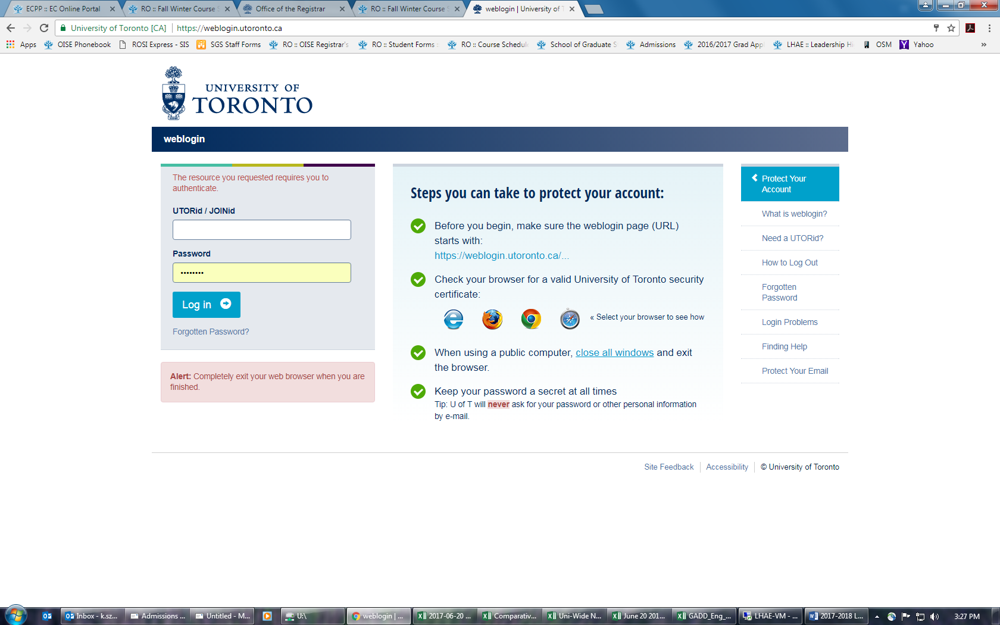 ECPP :: EC Online Portal
RO :: Fall Winter Course S
Office of the Registrar
RO :: Fall Winter Course S
weblogin | University of T
University of Toronto [CA]
https://weblogin.utoronto.ca
Apps
OISE Phonebook
ROSI Express - SIS
SGS Staff Forms
RO :: OISE Registrar's
RO :: Student Forms
RO :: Course Schedule
School of Graduate S
Admissions
2016/2017 Grad App
LHAE :: Leadership Hi
OSM
Yahoo
»
UNIVERSITY OF
TORONTO
weblogin
The resource you requested requires you to
authenticate.
UTORid / JOINid
Password
••••••••
Log in
Forgotten Password?
Alert: Completely exit your web browser when you are
finished.
Steps you can take to protect your account:
Before you begin, make sure the weblogin page (URL)
starts with:
https://weblogin.utoronto.ca/...
Check your browser for a valid University of Toronto security
certificate:
« Select your browser to see how
When using a public computer, close all windows and exit
the browser.
Keep your password a secret at all times
Tip: U of T will never ask for your password or other personal information
by e-mail.
Protect Your
Account
What is weblogin?
Need a UTORid?
How to Log Out
Forgotten
Password
Login Problems
Finding Help
Protect Your Email
Site Feedback
Accessibility
© University of Toronto
Inbox - k.sz...
Admissions ...
Untitled - M...
U:\
weblogin | ...
2017-06-20 ...
Comparativ...
Uni-Wide N...
June 20 201...
GADD_Eng_...
LHAE-VM - ...
2017-2018 L...
3:27 PM